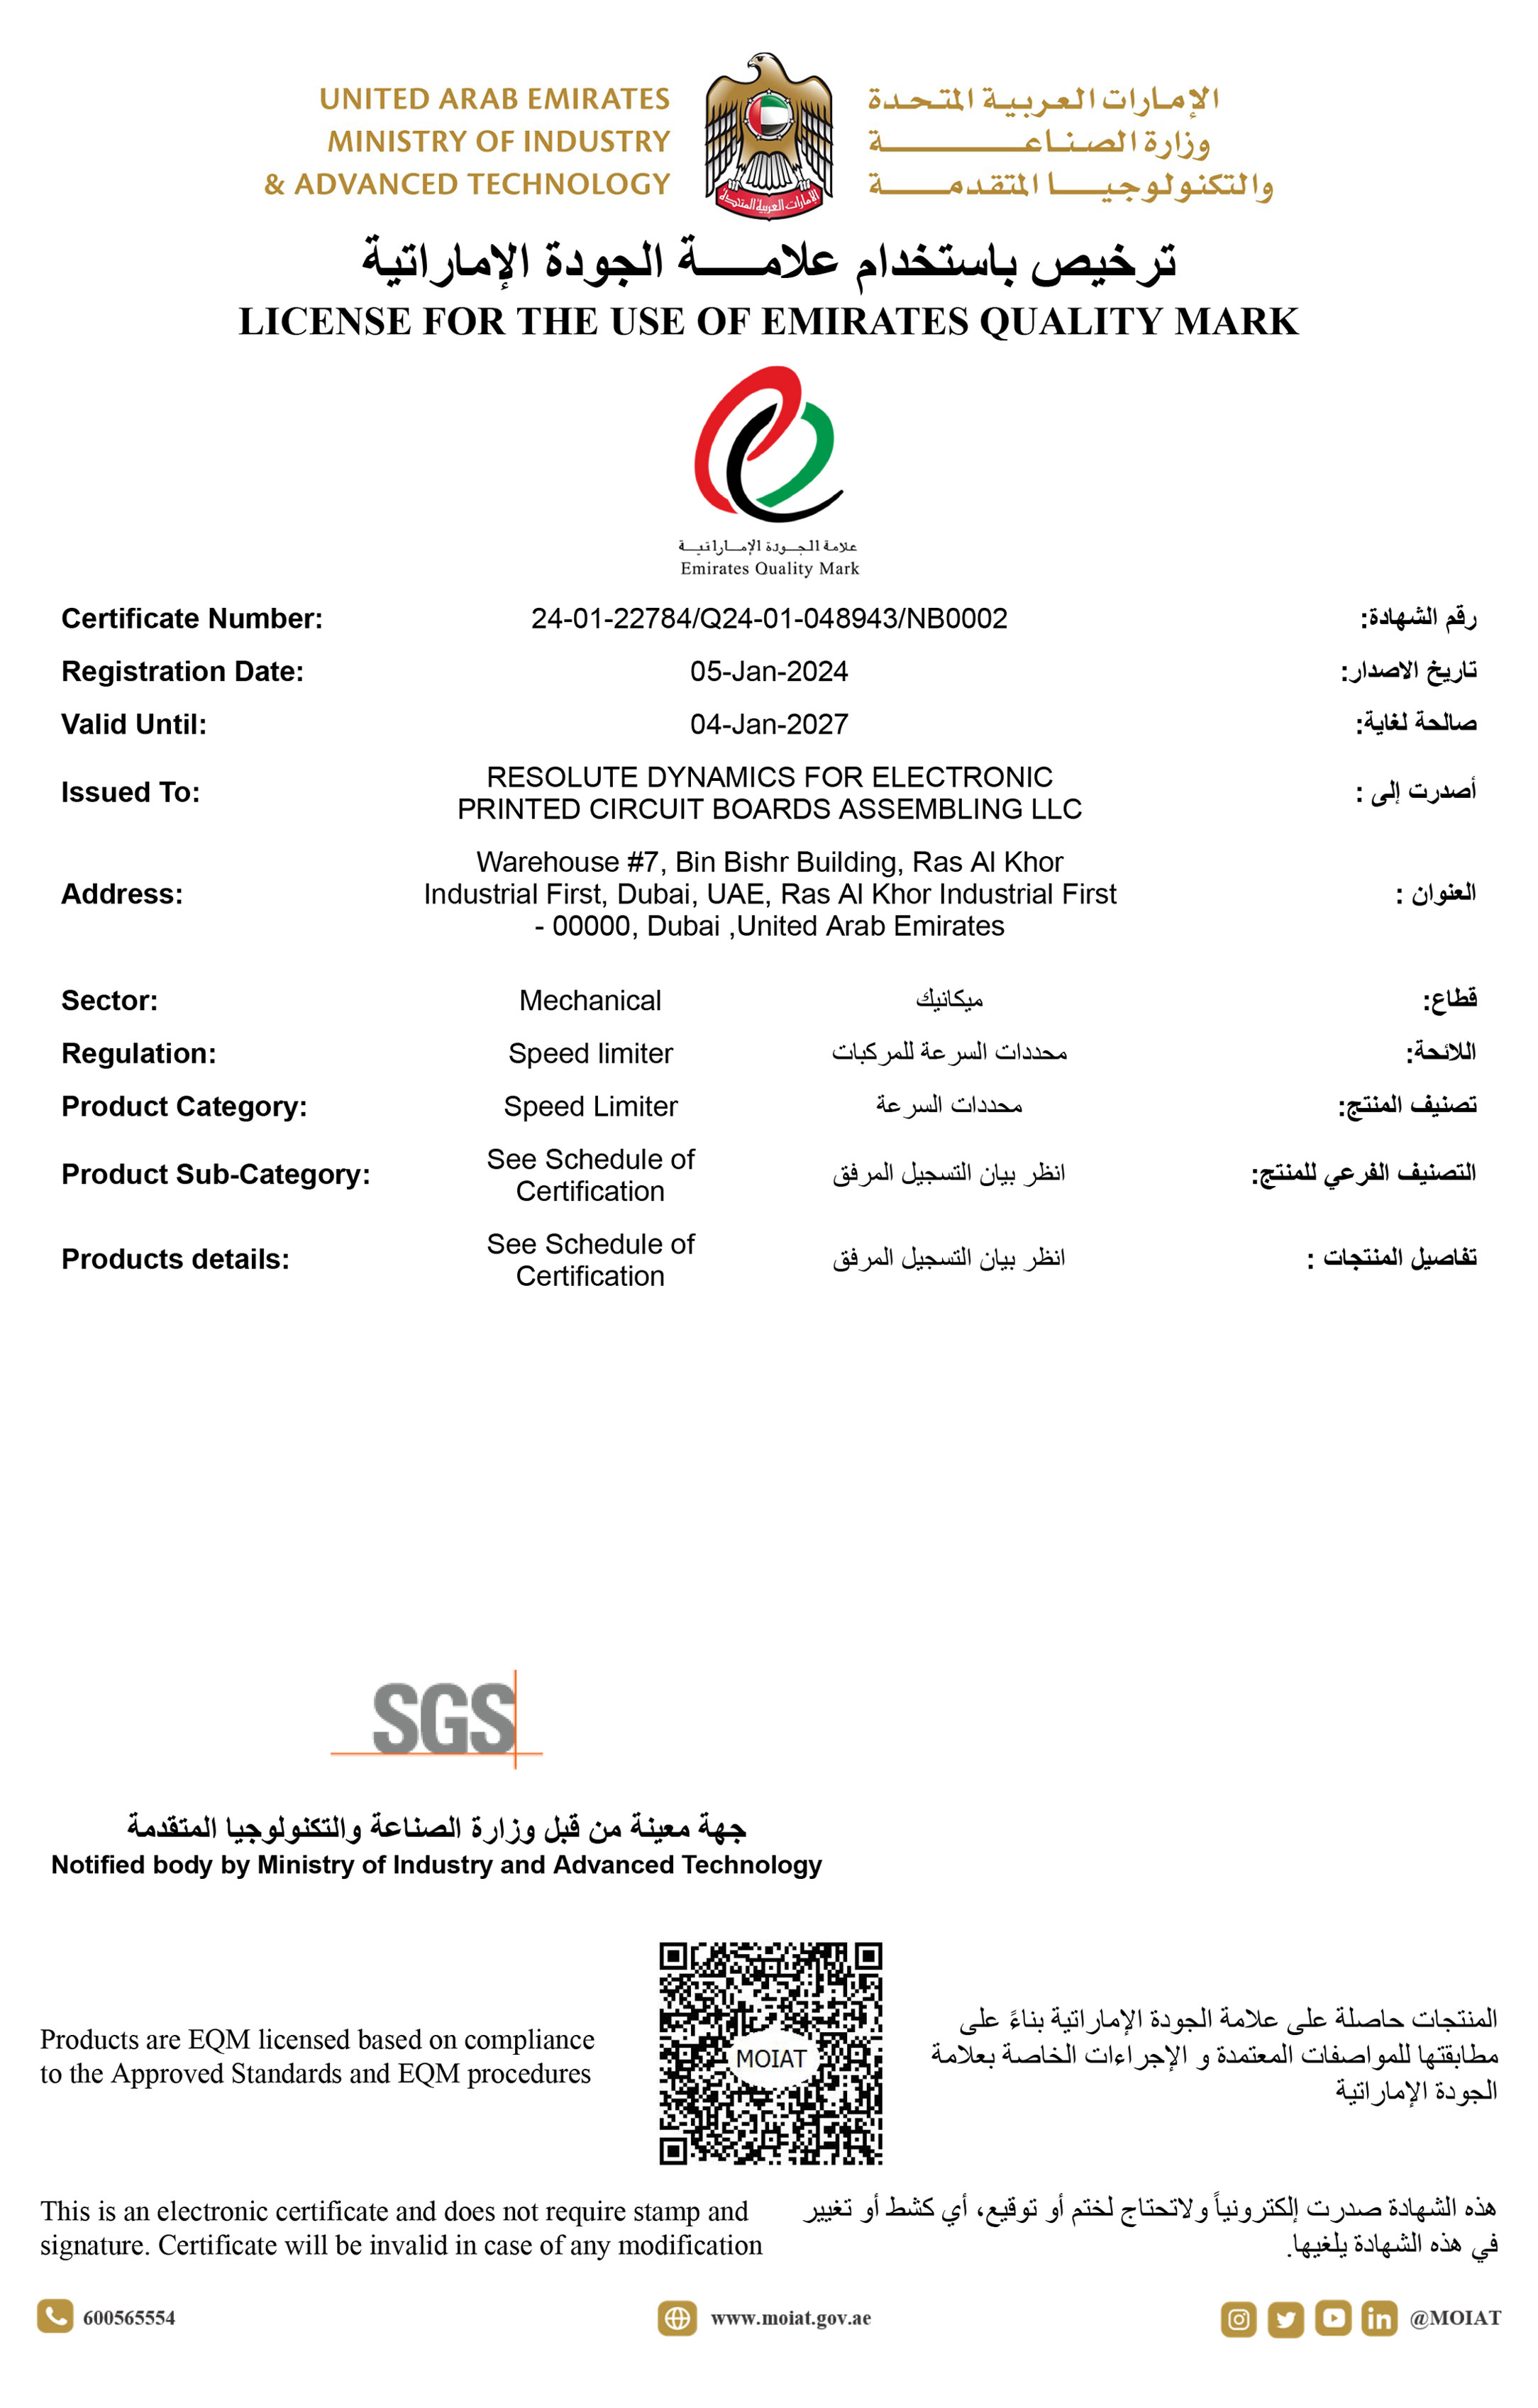 UNITED ARAB EMIRATES
MINISTRY OF INDUSTRY
& ADVANCED TECHNOLOGY
الإمارات العربية المتحدة
وزارة الصناعة
والتكنولوجيا المتقدمة
الإمارات العربية المتحدة
ترخيص باستخدام علامـــة الجودة الإماراتية
LICENSE FOR THE USE OF EMIRATES QUALITY MARK
علامة الجودة الإماراتية
Emirates Quality Mark
Certificate Number: 24-01-22784/Q24-01-048943/NB0002 رقم الشهادة:
Registration Date: 05-Jan-2024 تاريخ الاصدار:
Valid Until: 04-Jan-2027 صالحة لغاية:
Issued To: RESOLUTE DYNAMICS FOR ELECTRONIC
PRINTED CIRCUIT BOARDS ASSEMBLING LLC أصدرت إلى :
Address: Warehouse #7, Bin Bishr Building, Ras Al Khor
Industrial First, Dubai, UAE, Ras Al Khor Industrial First
- 00000, Dubai ,United Arab Emirates العنوان :
Sector: Mechanical ميكانيك قطاع:
Regulation: Speed limiter محددات السرعة للمركبات اللائحة:
Product Category: Speed Limiter محددات السرعة تصنيف المنتج:
Product Sub-Category: See Schedule of
Certification انظر بيان التسجيل المرفق التصنيف الفرعي للمنتج:
Products details: See Schedule of
Certification انظر بيان التسجيل المرفق تفاصيل المنتجات :
SGS
جهة معينة من قبل وزارة الصناعة والتكنولوجيا المتقدمة
Notified body by Ministry of Industry and Advanced Technology
Products are EQM licensed based on compliance
to the Approved Standards and EQM procedures
MOIAT
المنتجات حاصلة على علامة الجودة الإماراتية بناءً على
مطابقتها للمواصفات المعتمدة و الإجراءات الخاصة بعلامة
الجودة الإماراتية
This is an electronic certificate and does not require stamp and
signature. Certificate will be invalid in case of any modification
هذه الشهادة صدرت إلكترونياً ولاتحتاج لختم أو توقيع، أي كشط أو تغيير
في هذه الشهادة يلغيها.
600565554
www.moiat.gov.ae
@MOIAT